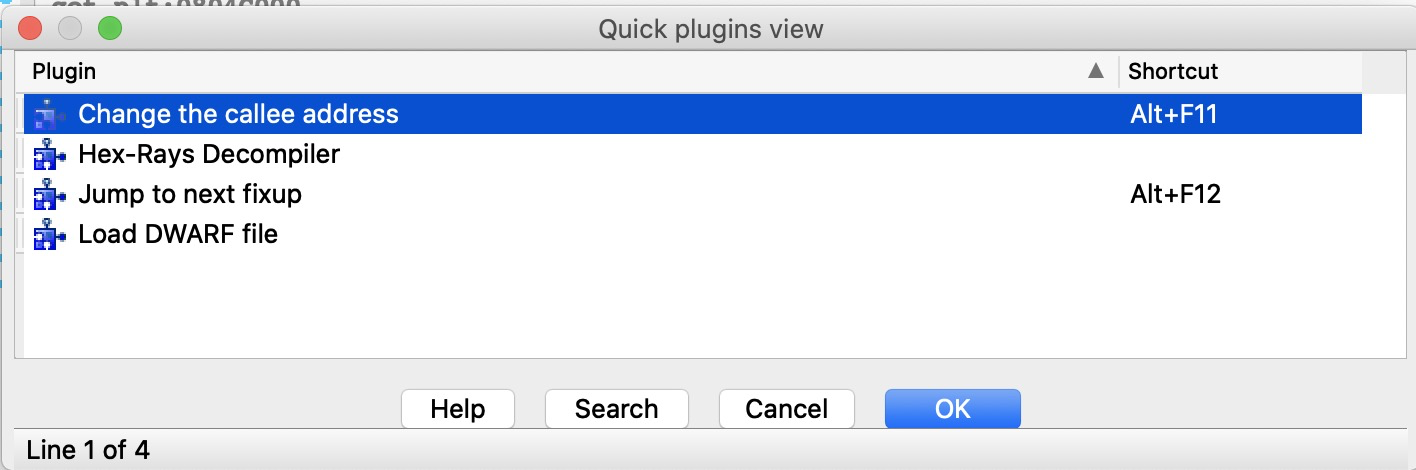 Quick plugins view
Plugin ▲ Shortcut
Change the callee address Alt+F11
Hex-Rays Decompiler
Jump to next fixup Alt+F12
Load DWARF file
Help Search Cancel OK
Line 1 of 4